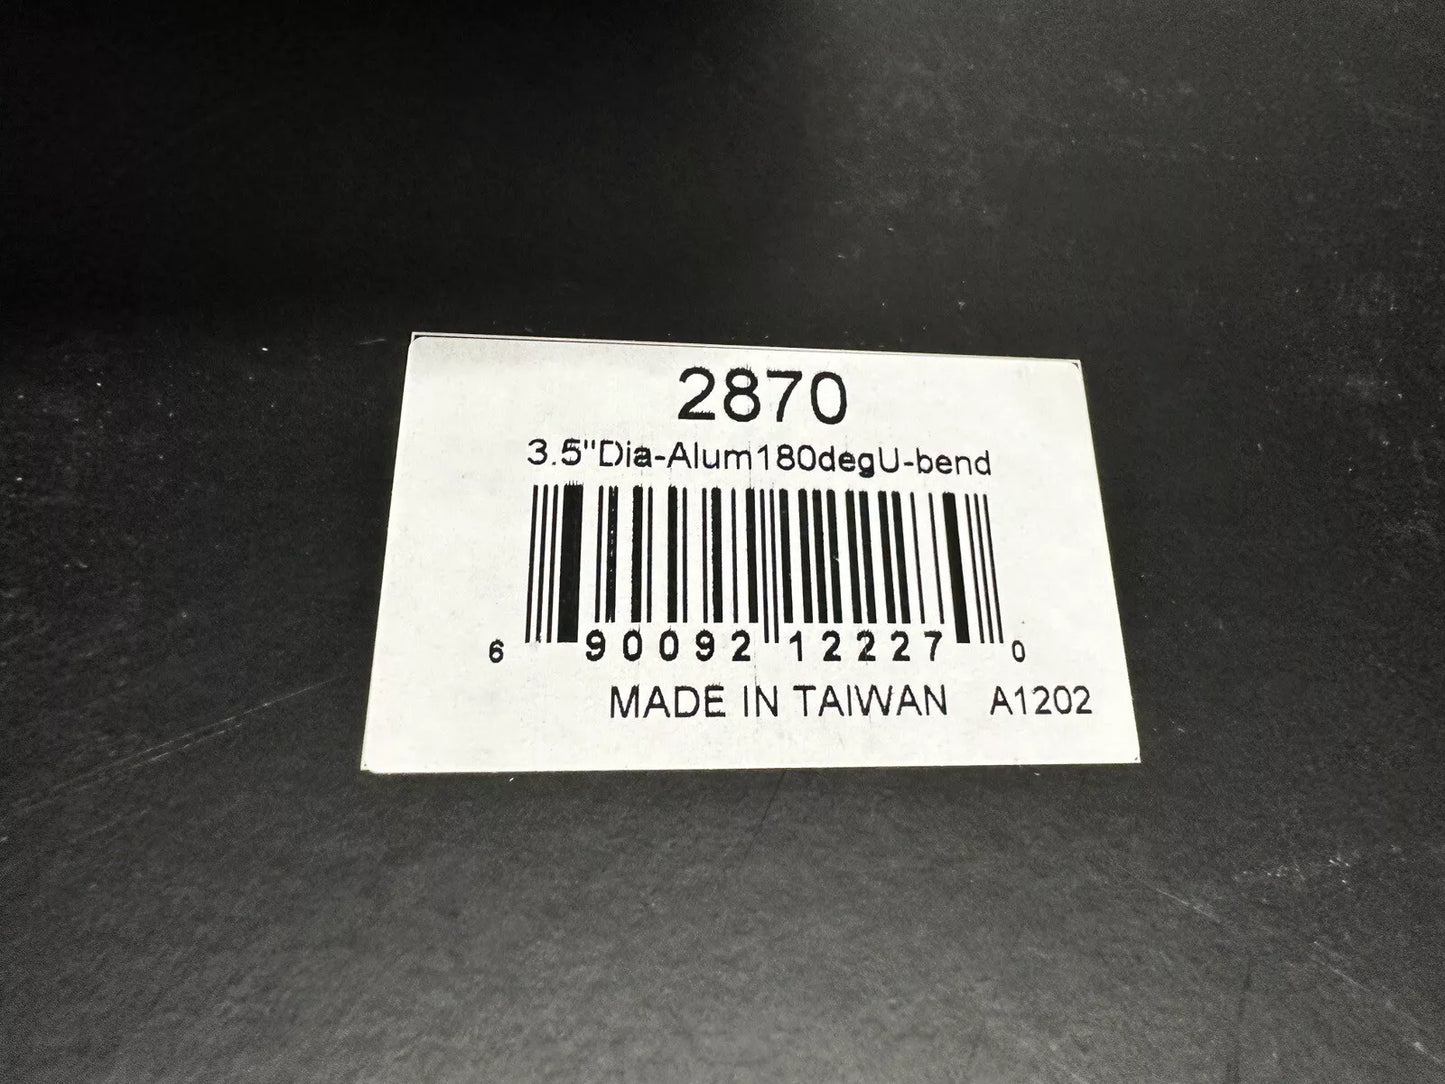 2870
3.5"Dia-Alum180degU-bend
6 90092 12227 0
MADE IN TAIWAN A1202